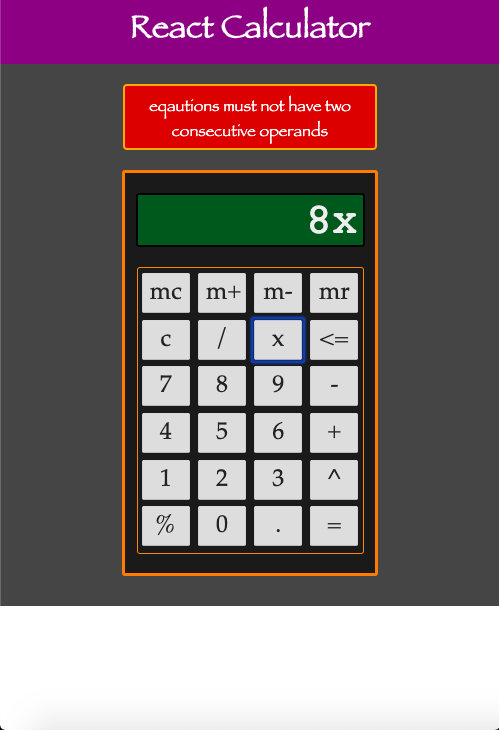 React Calculator
eqautions must not have two
consecutive operands
8x
mc m+ m- mr
c / x <=
7 8 9 -
4 5 6 +
1 2 3 ^
% 0 . =